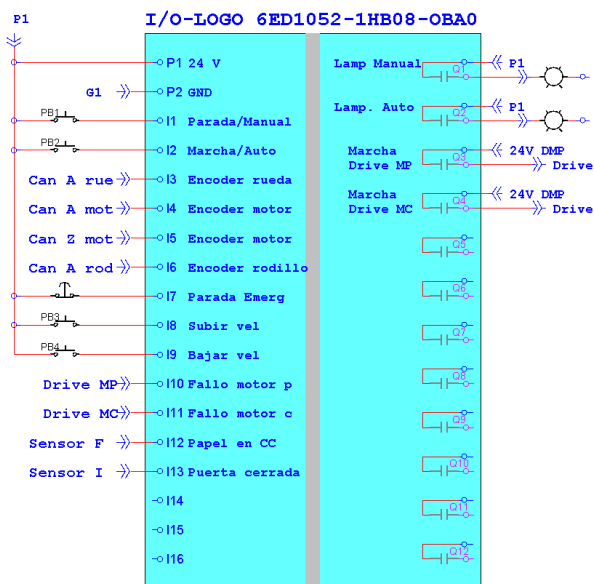 P1
I/O-LOGO 6ED1052-1HB08-OBA0
P1 24 V
G1
P2 GND
PB1
I1 Parada/Manual
PB2
I2 Marcha/Auto
Can A rue
I3 Encoder rueda
Can A mot
I4 Encoder motor
Can Z mot
I5 Encoder motor
Can A rod
I6 Encoder rodillo
I7 Parada Emerg
PB3
I8 Subir vel
PB4
I9 Bajar vel
Drive MP
I10 Fallo motor p
Drive MC
I11 Fallo motor c
Sensor F
I12 Papel en CC
Sensor I
I13 Puerta cerrada
I14
I15
I16
Lamp Manual
Q1
P1
Lamp. Auto
Q2
P1
Marcha
Drive MP
Q3
24V DMP
Drive
Marcha
Drive MC
Q4
24V DMP
Drive
Q5
Q6
Q7
Q8
Q9
Q10
Q11
Q12